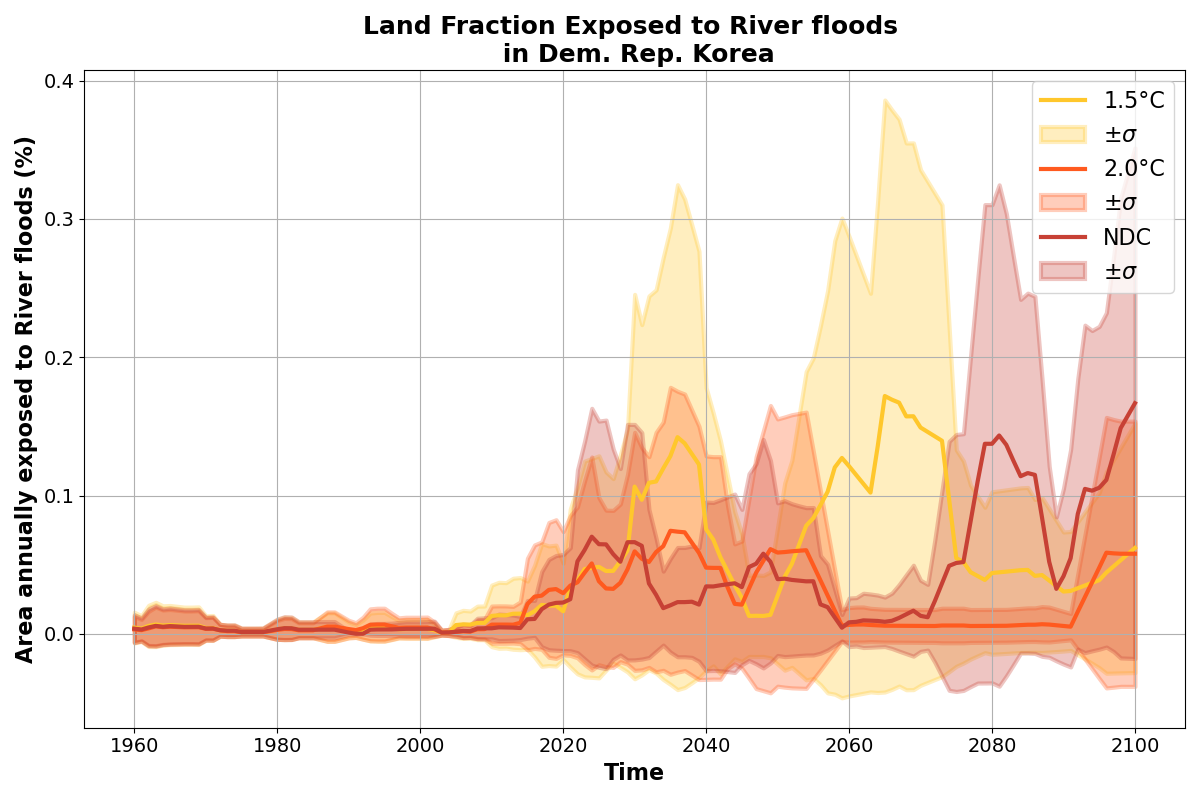 Land Fraction Exposed to River floods
in Dem. Rep. Korea
Area annually exposed to River floods (%)
0.4
0.3
0.2
0.1
0.0
1960 1980 2000 2020 2040 2060 2080 2100
Time
1.5°C
±σ
2.0°C
±σ
NDC
±σ